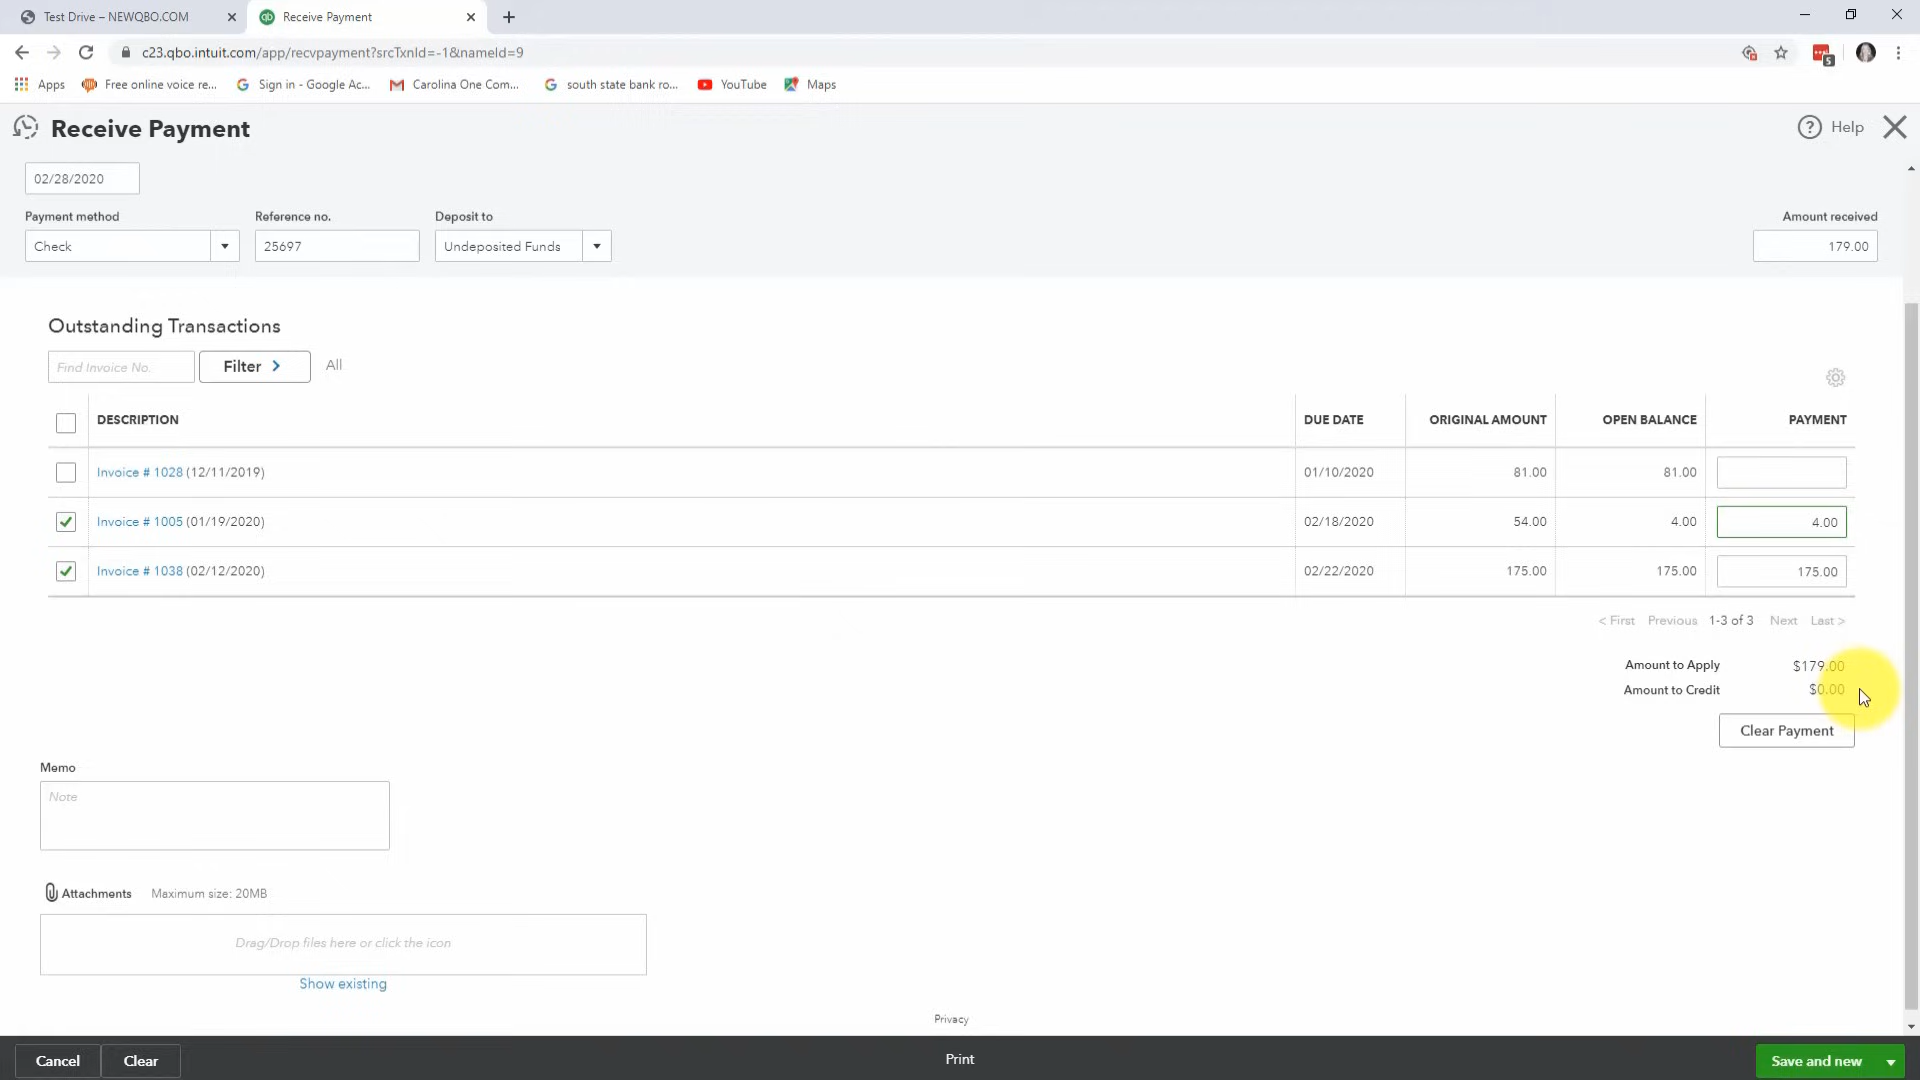 Test Drive – NEWQBO.COM
Receive Payment
c23.qbo.intuit.com/app/recvpayment?srcTxnId=-1&nameId=9
5
Apps
Free online voice re...
Sign in - Google Ac...
Carolina One Com...
south state bank ro...
YouTube
Maps
Receive Payment
Help
02/28/2020
Payment method
Reference no.
Deposit to
Amount received
Check
25697
Undeposited Funds
179.00
Outstanding Transactions
Find Invoice No.
Filter
All
DESCRIPTION
DUE DATE
ORIGINAL AMOUNT
OPEN BALANCE
PAYMENT
Invoice # 1028 (12/11/2019)
01/10/2020
81.00
81.00
Invoice # 1005 (01/19/2020)
02/18/2020
54.00
4.00
4.00
Invoice # 1038 (02/12/2020)
02/22/2020
175.00
175.00
175.00
< First Previous 1-3 of 3 Next Last >
Amount to Apply $179.00
Amount to Credit $0.00
Clear Payment
Memo
Note
Attachments Maximum size: 20MB
Drag/Drop files here or click the icon
Show existing
Privacy
Cancel
Clear
Print
Save and new